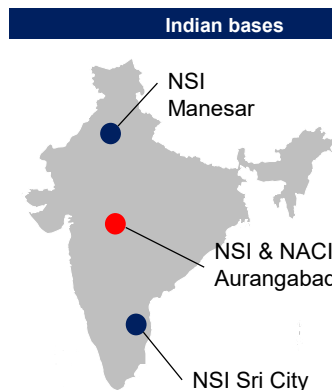 Indian bases
NSI
Manesar
NSI & NACI
Aurangabad
NSI Sri City